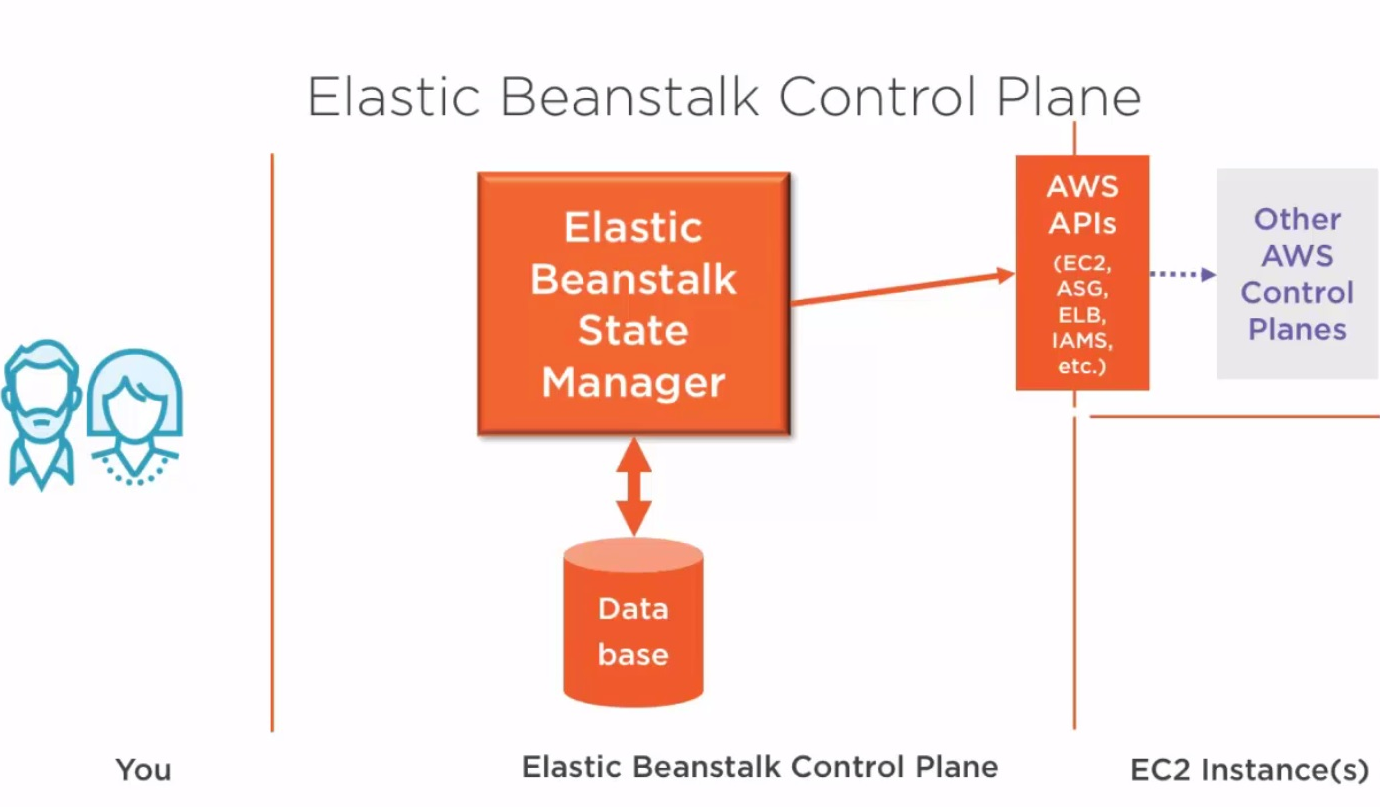 Elastic Beanstalk Control Plane
Elastic
Beanstalk
State
Manager
AWS
APIs
(EC2,
ASG,
ELB,
IAMS,
etc.)
Other
AWS
Control
Planes
Data
base
You
Elastic Beanstalk Control Plane
EC2 Instance(s)